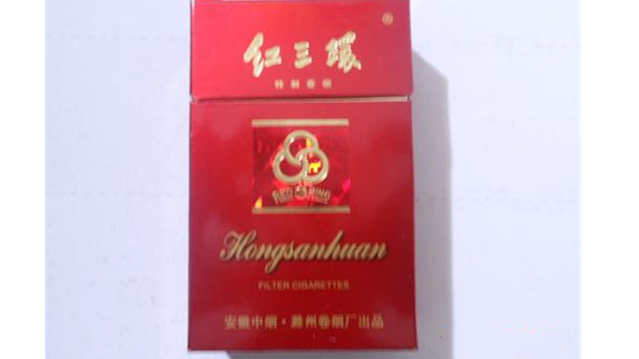 红三环
特制香烟
RED RING
Hongsanhuan
FILTER CIGARETTES
安徽中烟·滁州卷烟厂出品